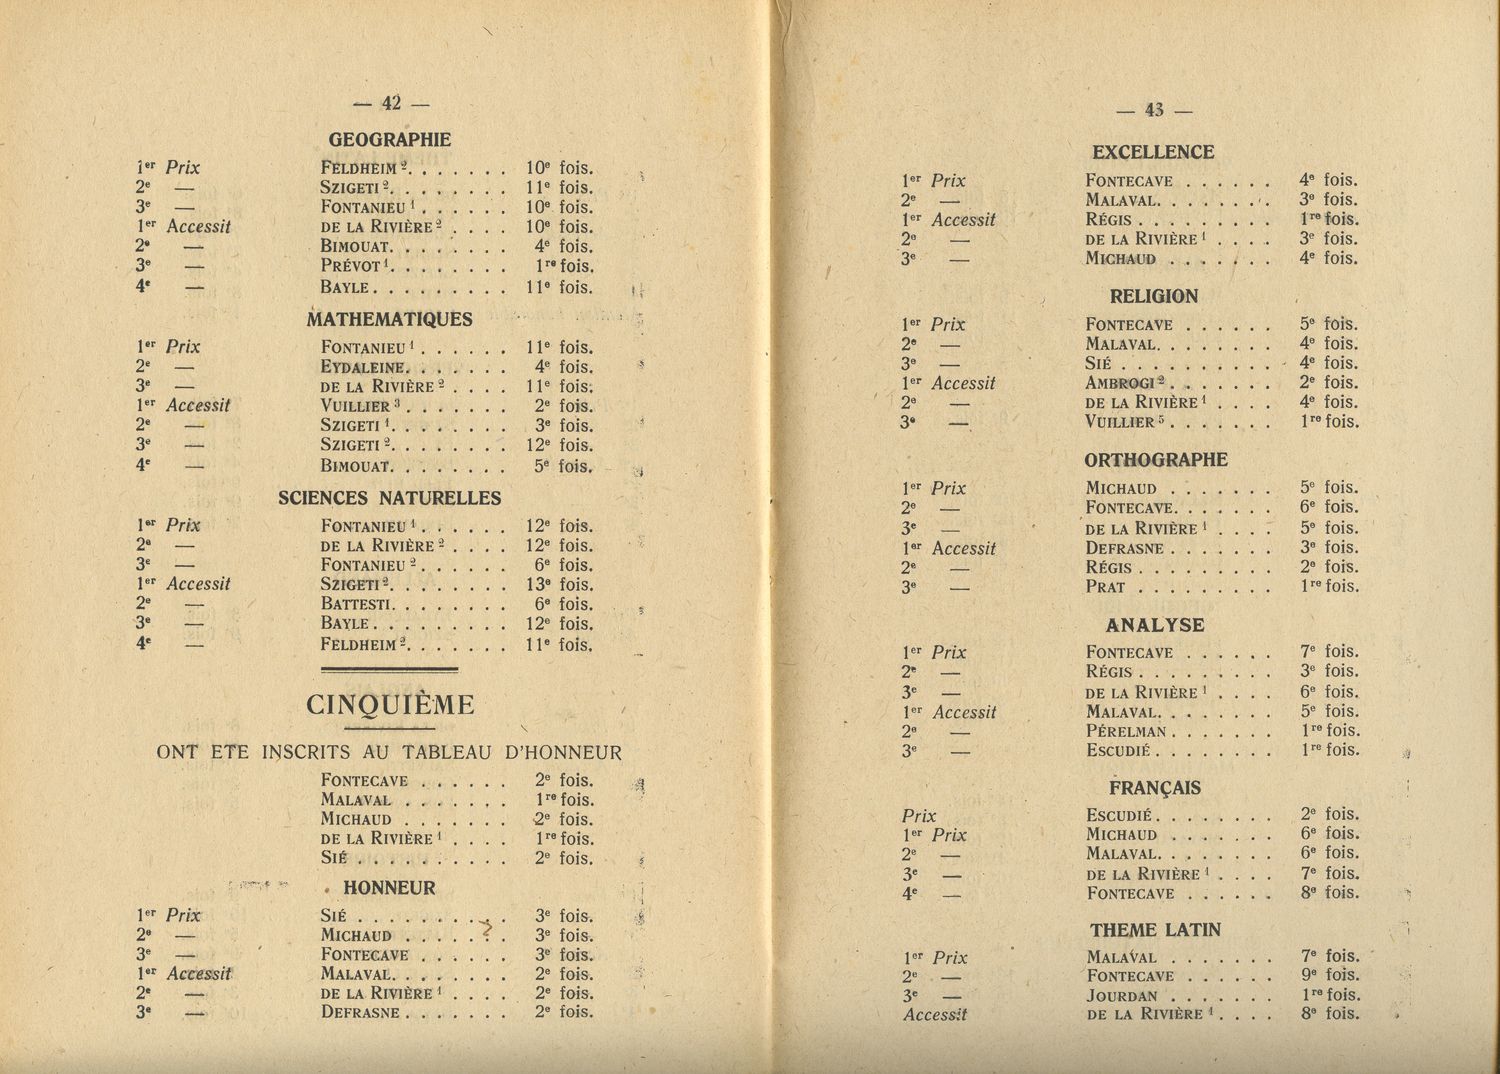 — 42 —
GEOGRAPHIE
1er Prix FELDHEIM 2. . . . . . . 10e fois.
2e — SZIGETI 2. . . . . . . . 11e fois.
3e — FONTANIEU 1 . . . . . . 10e fois.
1er Accessit DE LA RIVIÈRE 2 . . . . 10e fois.
2e — BIMOUAT. . . . . . . . 4e fois.
3e — PRÉVOT 1. . . . . . . . 1re fois.
4e — BAYLE . . . . . . . . . 11e fois.
MATHEMATIQUES
1er Prix FONTANIEU 1 . . . . . . 11e fois.
2e — EYDALEINE. . . . . . . 4e fois.
3e — DE LA RIVIÈRE 2 . . . . 11e fois.
1er Accessit VUILLIER 3 . . . . . . . 2e fois.
2e — SZIGETI 1. . . . . . . . 3e fois.
3e — SZIGETI 2. . . . . . . . 12e fois.
4e — BIMOUAT. . . . . . . . 5e fois.
SCIENCES NATURELLES
1er Prix FONTANIEU 1 . . . . . . 12e fois.
2e — DE LA RIVIÈRE 2 . . . . 12e fois.
3e — FONTANIEU 2 . . . . . . 6e fois.
1er Accessit SZIGETI 2. . . . . . . . 13e fois.
2e — BATTESTI. . . . . . . . 6e fois.
3e — BAYLE . . . . . . . . . 12e fois.
4e — FELDHEIM 2. . . . . . . 11e fois.
CINQUIÈME
ONT ETE INSCRITS AU TABLEAU D'HONNEUR
FONTECAVE . . . . . . 2e fois.
MALAVAL . . . . . . . 1re fois.
MICHAUD . . . . . . . 2e fois.
DE LA RIVIÈRE 1 . . . . 1re fois.
SIÉ . . . . . . . . . . 2e fois.
HONNEUR
1er Prix SIÉ . . . . . . . . . . 3e fois.
2e — MICHAUD . . . . . . . 3e fois.
3e — FONTECAVE . . . . . . 3e fois.
1er Accessit MALAVAL. . . . . . . . 2e fois.
2e — DE LA RIVIÈRE 1 . . . . 2e fois.
3e — DEFRASNE . . . . . . . 2e fois.
— 43 —
EXCELLENCE
1er Prix FONTECAVE . . . . . . 4e fois.
2e — MALAVAL. . . . . . . . 3e fois.
1er Accessit RÉGIS . . . . . . . . . 1re fois.
2e — DE LA RIVIÈRE 1 . . . . 3e fois.
3e — MICHAUD . . . . . . . 4e fois.
RELIGION
1er Prix FONTECAVE . . . . . . 5e fois.
2e — MALAVAL. . . . . . . . 4e fois.
3e — SIÉ . . . . . . . . . . 4e fois.
1er Accessit AMBROGI 2 . . . . . . . 2e fois.
2e — DE LA RIVIÈRE 1 . . . . 4e fois.
3e — VUILLIER 5 . . . . . . . 1re fois.
ORTHOGRAPHE
1er Prix MICHAUD . . . . . . . 5e fois.
2e — FONTECAVE. . . . . . . 6e fois.
3e — DE LA RIVIÈRE 1 . . . . 5e fois.
1er Accessit DEFRASNE . . . . . . . 3e fois.
2e — RÉGIS . . . . . . . . . 2e fois.
3e — PRAT . . . . . . . . . 1re fois.
ANALYSE
1er Prix FONTECAVE . . . . . . 7e fois.
2e — RÉGIS . . . . . . . . . 3e fois.
3e — DE LA RIVIÈRE 1 . . . . 6e fois.
1er Accessit MALAVAL. . . . . . . . 5e fois.
2e — PÉRELMAN . . . . . . . 1re fois.
3e — ESCUDIÉ . . . . . . . . 1re fois.
FRANÇAIS
Prix ESCUDIÉ . . . . . . . . 2e fois.
1er Prix MICHAUD . . . . . . . 6e fois.
2e — MALAVAL. . . . . . . . 6e fois.
3e — DE LA RIVIÈRE 1 . . . . 7e fois.
4e — FONTECAVE . . . . . . 8e fois.
THEME LATIN
1er Prix MALAVAL . . . . . . . 7e fois.
2e — FONTECAVE . . . . . . 9e fois.
3e — JOURDAN . . . . . . . 1re fois.
Accessit DE LA RIVIÈRE 1 . . . . 8e fois.